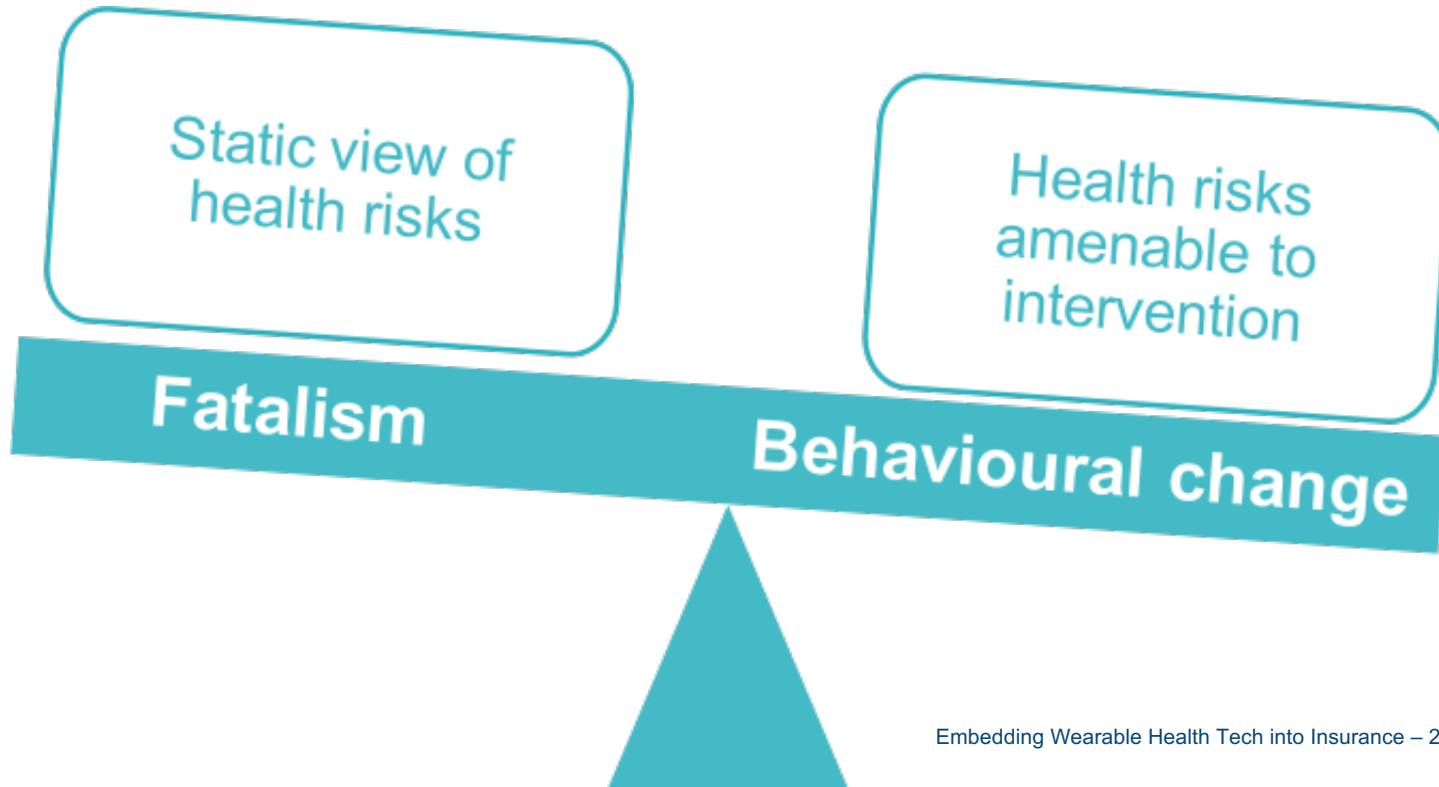 Static view of
health risks
Health risks
amenable to
intervention
Fatalism
Behavioural change
Embedding Wearable Health Tech into Insurance – 2